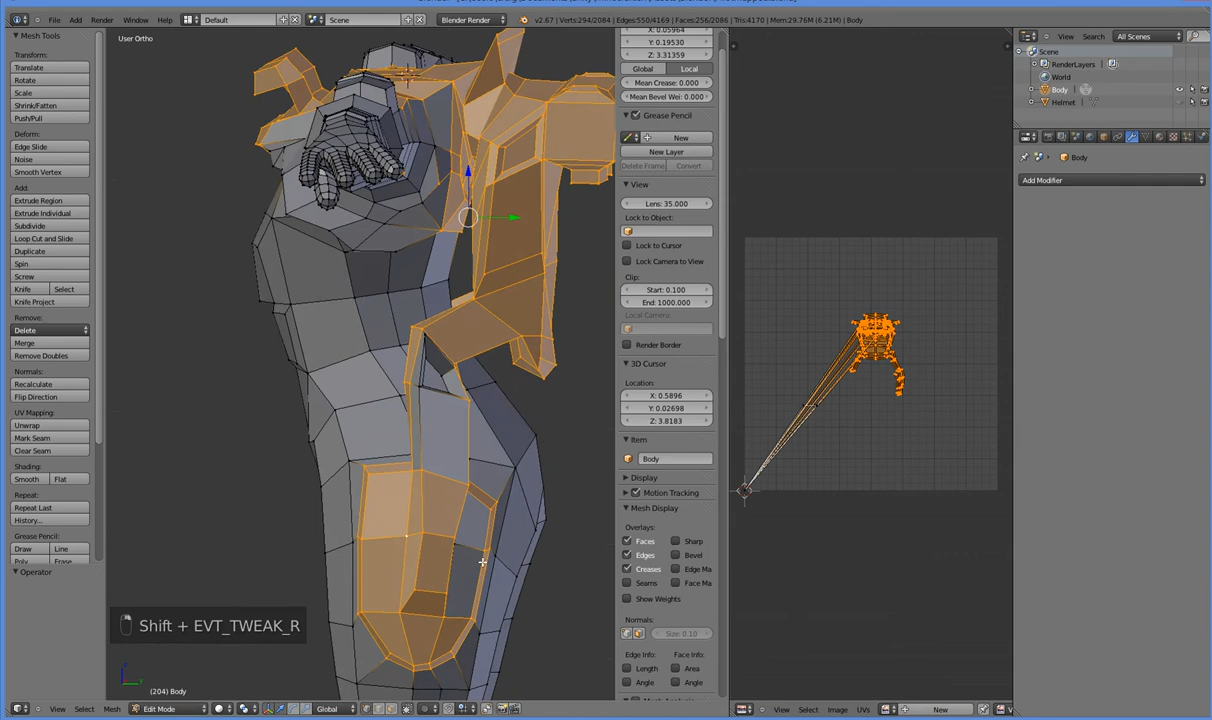 File Add Render Window Help Default Scene Blender Render v2.67 | Verts:294/2084 | Edges:550/4169 | Faces:256/2086 | Tris:4170 | Mem:29.76M (6.21M) | Body
Mesh Tools
Transform:
Translate
Rotate
Scale
Shrink/Fatten
Push/Pull
Deform:
Edge Slide
Noise
Smooth Vertex
Add:
Extrude Region
Extrude Individual
Subdivide
Loop Cut and Slide
Duplicate
Spin
Screw
Knife Select
Knife Project
Remove:
Delete
Merge
Remove Doubles
Normals:
Recalculate
Flip Direction
UV Mapping:
Unwrap
Mark Seam
Clear Seam
Shading:
Smooth Flat
Repeat:
Repeat Last
History...
Grease Pencil:
Draw Line
Poly Erase
Operator
User Ortho
Shift + EVT_TWEAK_R
(204) Body
View Select Mesh Edit Mode Global
X: 0.05964
Y: 0.19530
Z: 3.31359
Global Local
Mean Crease: 0.000
Mean Bevel Wei: 0.000
Grease Pencil
New
New Layer
Delete Frame Convert
View
Lens: 35.000
Lock to Object:
Lock to Cursor
Lock Camera to View
Clip:
Start: 0.100
End: 1000.000
Local Camera:
Render Border
3D Cursor
Location
X: 0.5896
Y: 0.02698
Z: 3.8183
Item
Body
Display
Motion Tracking
Mesh Display
Overlays:
Faces Sharp
Edges Bevel
Creases Edge Ma
Seams Face Ma
Show Weights
Normals:
Size: 0.10
Edge Info: Face Info:
Length Area
Angle Angle
View Select Image UVs New
View Search All Scenes
Scene
RenderLayers
World
Body
Helmet
Body
Add Modifier